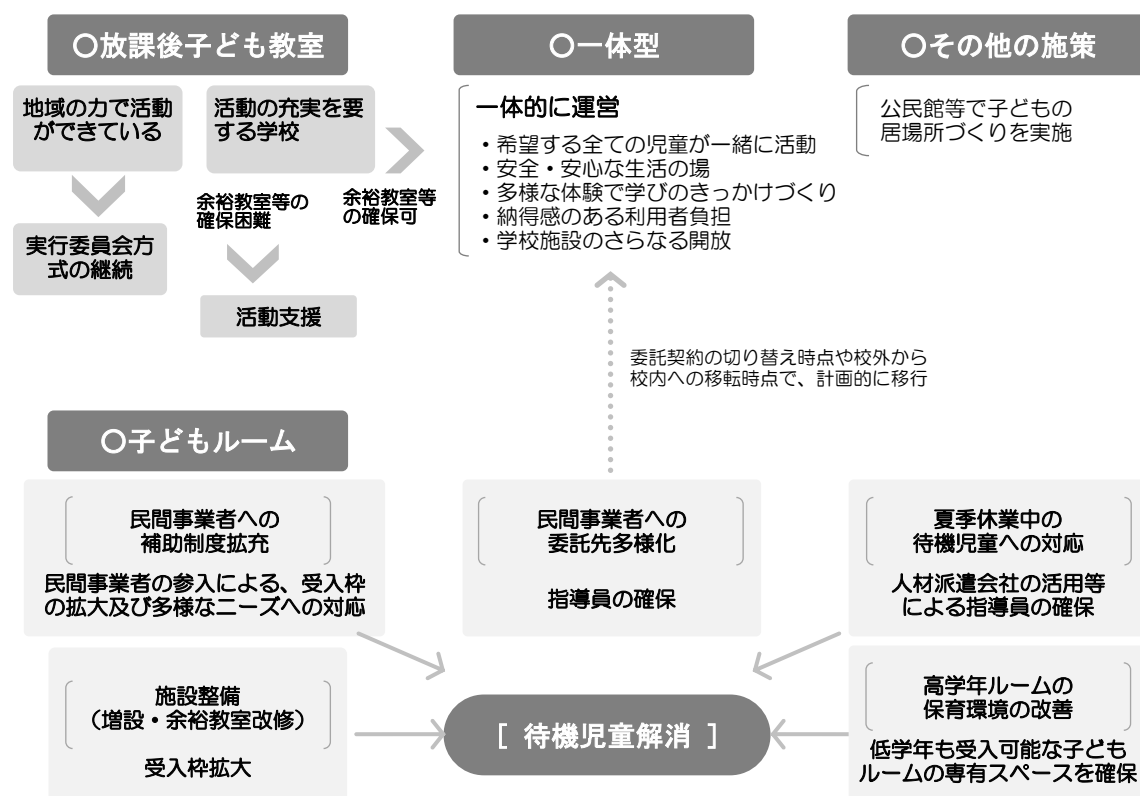 〇放課後子ども教室
地域の力で活動
ができている
活動の充実を要
する学校
余裕教室等の
確保困難
余裕教室等
の確保可
実行委員会方
式の継続
活動支援
〇一体型
一体的に運営
・希望する全ての児童が一緒に活動
・安全・安心な生活の場
・多様な体験で学びのきっかけづくり
・納得感のある利用者負担
・学校施設のさらなる開放
〇その他の施策
公民館等で子どもの
居場所づくりを実施
委託契約の切り替え時点や校外から
校内への移転時点で、計画的に移行
〇子どもルーム
民間事業者への
補助制度拡充
民間事業者の参入による、受入枠
の拡大及び多様なニーズへの対応
民間事業者への
委託先多様化
指導員の確保
夏季休業中の
待機児童への対応
人材派遣会社の活用等
による指導員の確保
施設整備
（増設・余裕教室改修）
受入枠拡大
[ 待機児童解消 ]
高学年ルームの
保育環境の改善
低学年も受入可能な子ども
ルームの専有スペースを確保